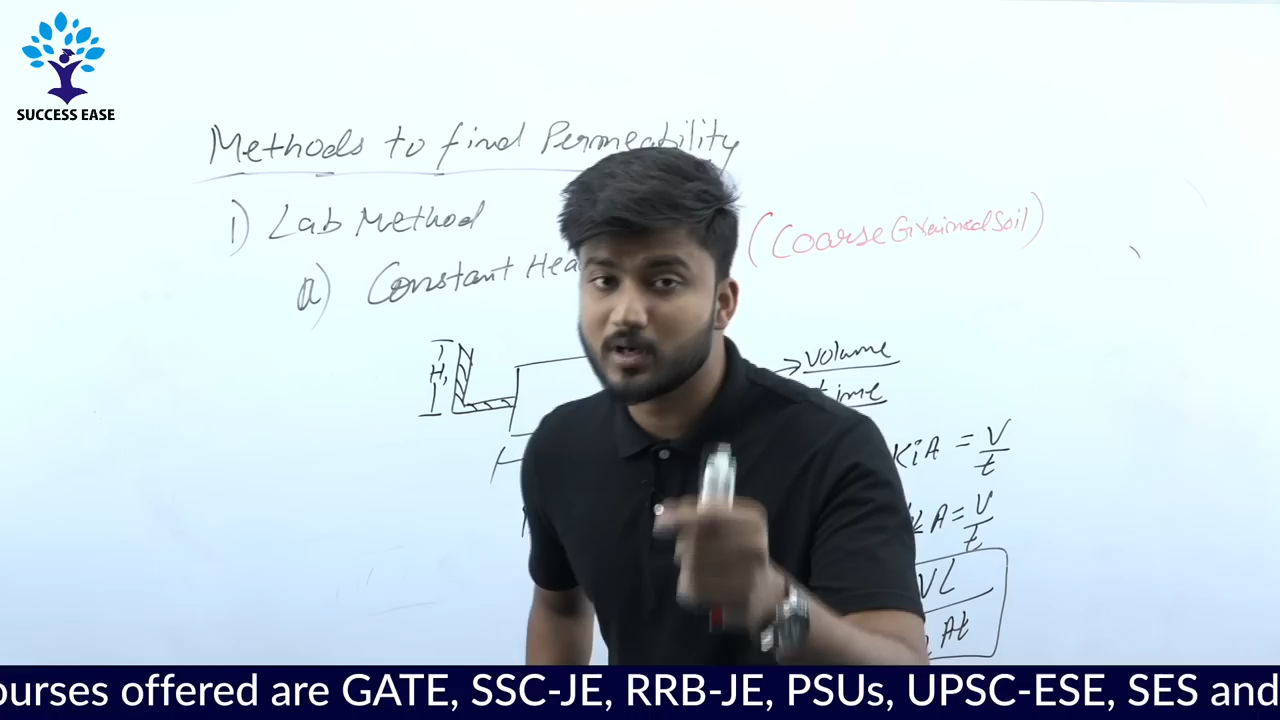 SUCCESS EASE
Methods to find Permeability
1) Lab Method
(Coarse Grained Soil)
a) Constant Hea
H1
volume
time
KiA = V/t
A = V/t
VL
At
ourses offered are GATE, SSC-JE, RRB-JE, PSUs, UPSC-ESE, SES and